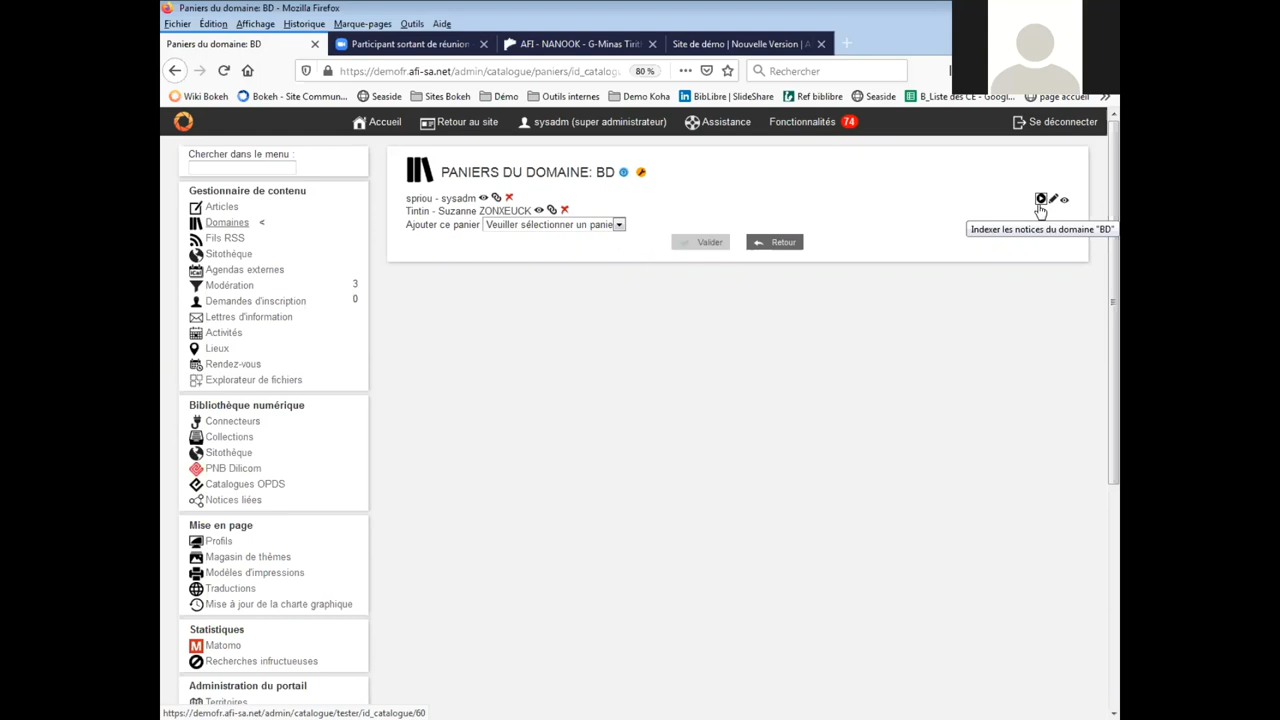 Paniers du domaine: BD - Mozilla Firefox
Fichier Édition Affichage Historique Marque-pages Outils Aide
Paniers du domaine: BD
Participant sortant de réunion
AFI - NANOOK - G-Minas Tirit
Site de démo | Nouvelle Version | A
https://demofr.afi-sa.net/admin/catalogue/paniers/id_catalog
80 %
Rechercher
Wiki Bokeh
Bokeh - Site Commun...
Seaside
Sites Bokeh
Démo
Outils internes
Demo Koha
BibLibre | SlideShare
Ref biblibre
Seaside
B_Liste des CE - Googl...
page accueil
Accueil
Retour au site
sysadm (super administrateur)
Assistance
Fonctionnalités 74
Se déconnecter
Chercher dans le menu :
Gestionnaire de contenu
Articles
Domaines <
Fils RSS
Sitothèque
Agendas externes
Modération 3
Demandes d'inscription 0
Lettres d'information
Activités
Lieux
Rendez-vous
Explorateur de fichiers
Bibliothèque numérique
Connecteurs
Collections
Sitothèque
PNB Dilicom
Catalogues OPDS
Notices liées
Mise en page
Profils
Magasin de thèmes
Modèles d'impressions
Traductions
Mise à jour de la charte graphique
Statistiques
Matomo
Recherches infructueuses
Administration du portail
Territoires
PANIERS DU DOMAINE: BD
spriou - sysadm
Tintin - Suzanne ZONXEUCK
Ajouter ce panier Veuiller sélectionner un panie
Valider
Retour
Indexer les notices du domaine "BD"
https://demofr.afi-sa.net/admin/catalogue/tester/id_catalogue/60